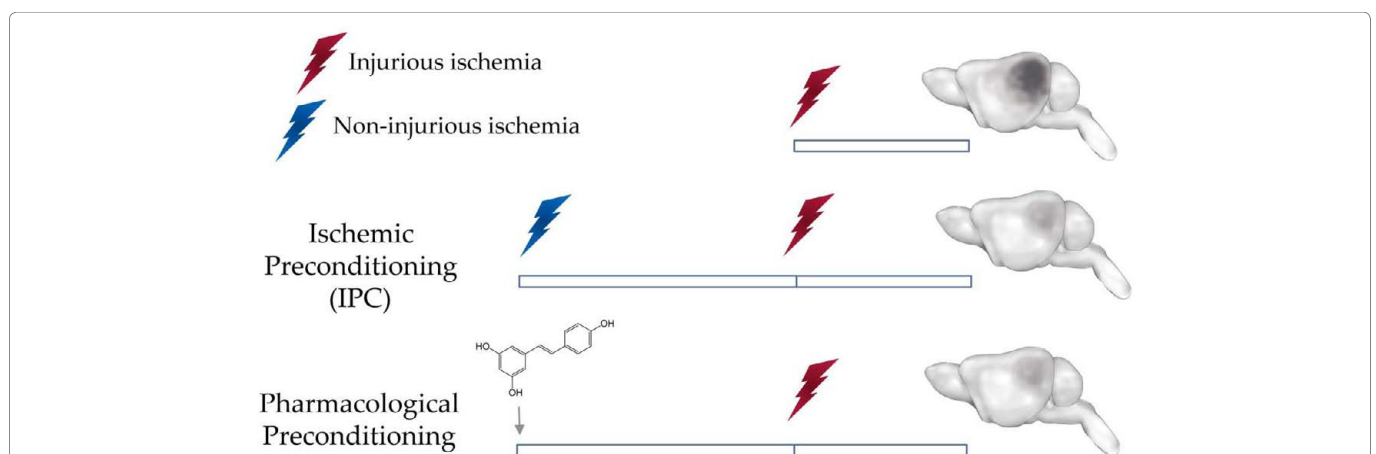 Injurious ischemia
Non-injurious ischemia
Ischemic
Preconditioning
(IPC)
OH
HO
OH
Pharmacological
Preconditioning